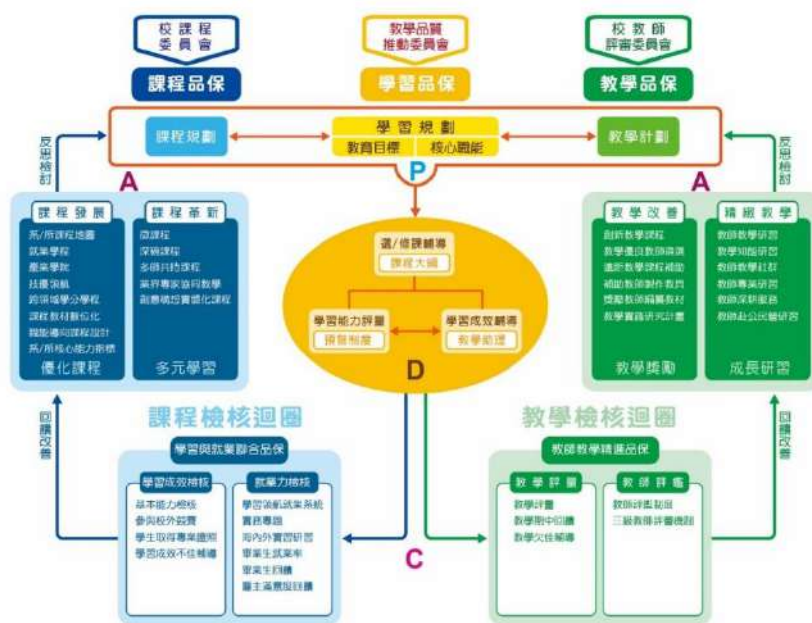 校課程
委員會
課程品保
教學品質
推動委員會
學習品保
校教師
評審委員會
教學品保
課程規劃
學習規劃
教育目標
核心職能
教學計劃
P
反思檢討
A
A
反思檢討
課程發展
系/所課程地圖
就業學程
產業學院
技優領航
跨領域學分學程
課程教材數位化
職能導向課程設計
系/所核心能力指標
優化課程
課程革新
微課程
深碗課程
多師共時課程
業界專家協同教學
創意構想實體化課程
多元學習
選/修課輔導
課程大綱
學習能力評量
預警制度
學習成效輔導
教學助理
D
教學改善
創新教學課程
教學優良教師遴選
補助教師製作教具
獎勵教師編纂教材
教學實踐研究計畫
教學獎勵
精緻教學
教師教學研習
教學知能研習
教師教學社群
教師專業研習
教師深耕服務
教師赴公民營研習
成長研習
回饋改善
課程檢核迴圈
教學檢核迴圈
回饋改善
學習與就業聯合品保
學習成效檢核
基本能力檢核
參與校外競賽
學生取得專業證照
學習成效不佳輔導
就業力檢核
學習領航就業系統
實務專題
海內外實習研習
畢業生就業率
畢業生回饋
雇主滿意度回饋
C
教師教學精進品保
教學評量
教學評量
教學期中回饋
教學欠佳輔導
教師評鑑
三級教師評量機制